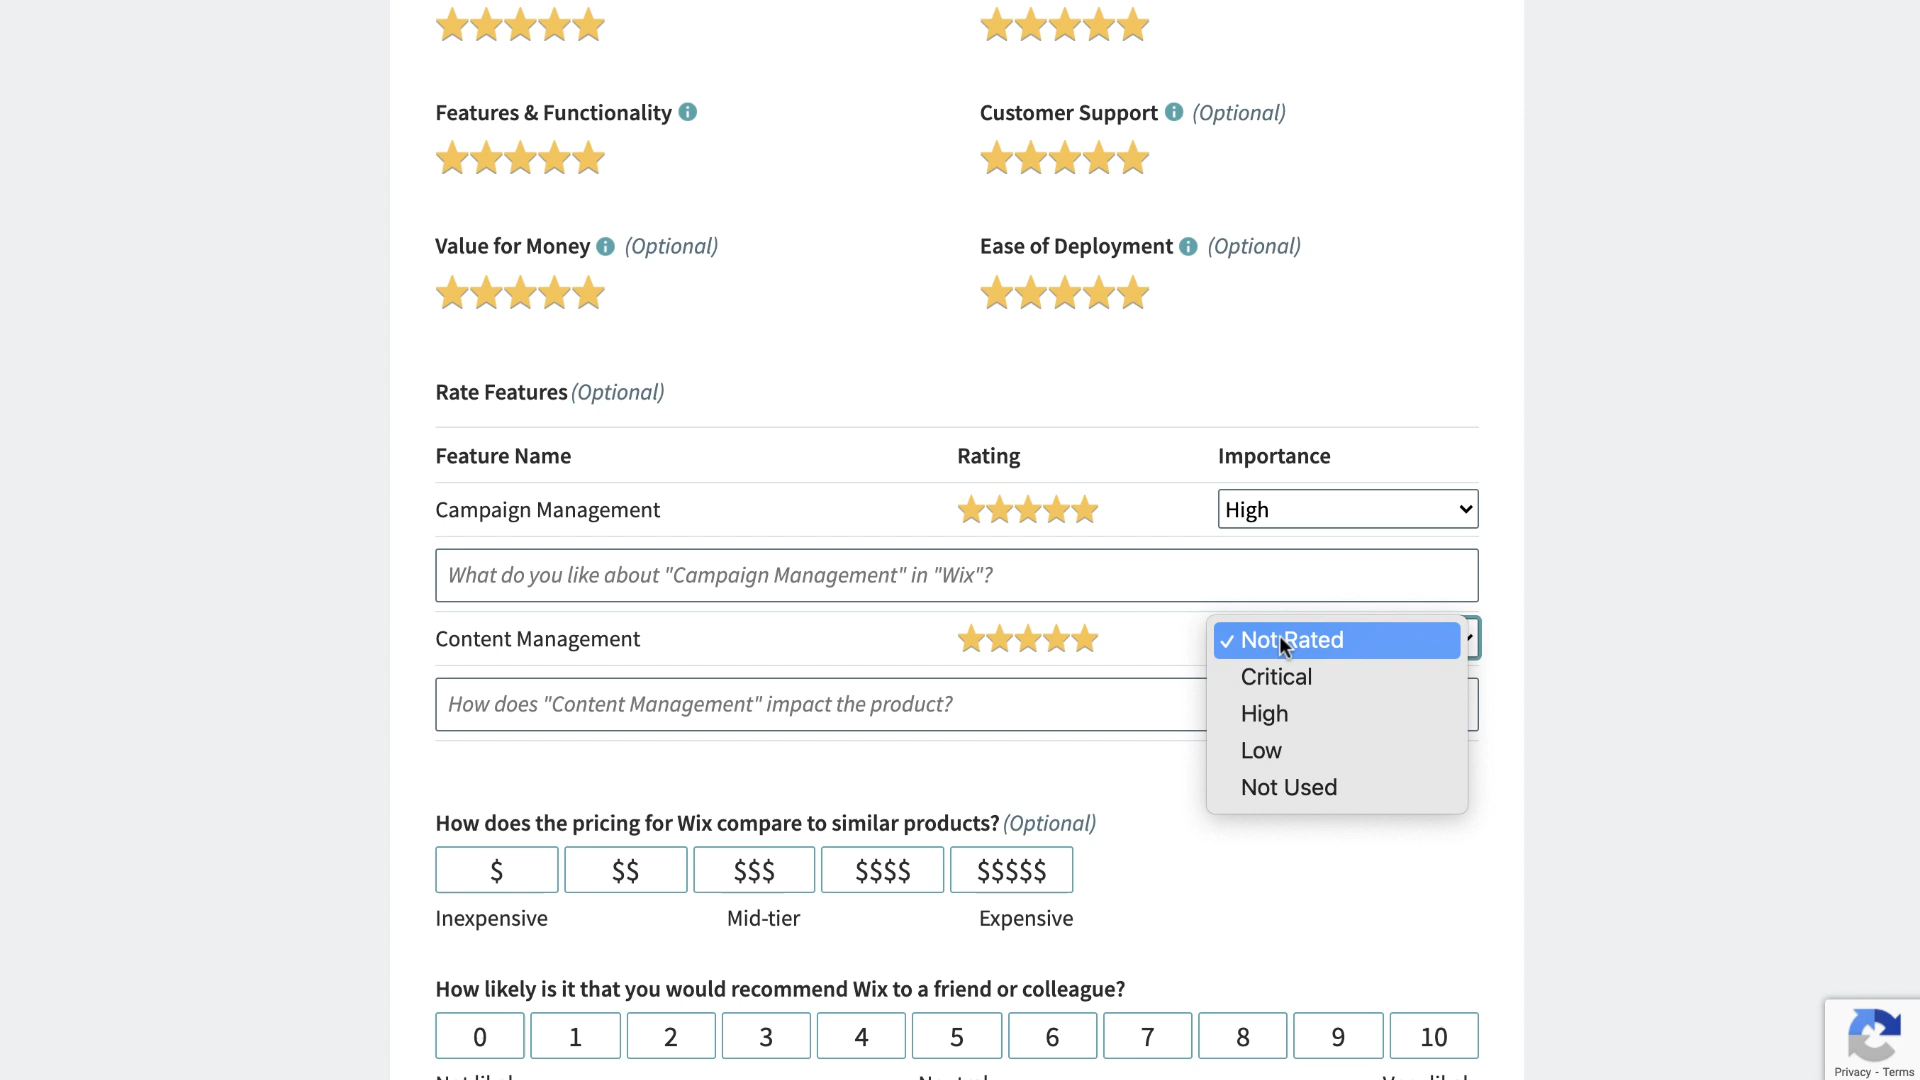 Features & Functionality
Customer Support (Optional)
Value for Money (Optional)
Ease of Deployment (Optional)
Rate Features (Optional)
Feature Name Rating Importance
Campaign Management High
What do you like about "Campaign Management" in "Wix"?
Content Management ✓ Not Rated
Critical
How does "Content Management" impact the product?
High
Low
Not Used
How does the pricing for Wix compare to similar products? (Optional)
$ $$ $$$ $$$$ $$$$$
Inexpensive Mid-tier Expensive
How likely is it that you would recommend Wix to a friend or colleague?
0 1 2 3 4 5 6 7 8 9 10
Privacy - Terms